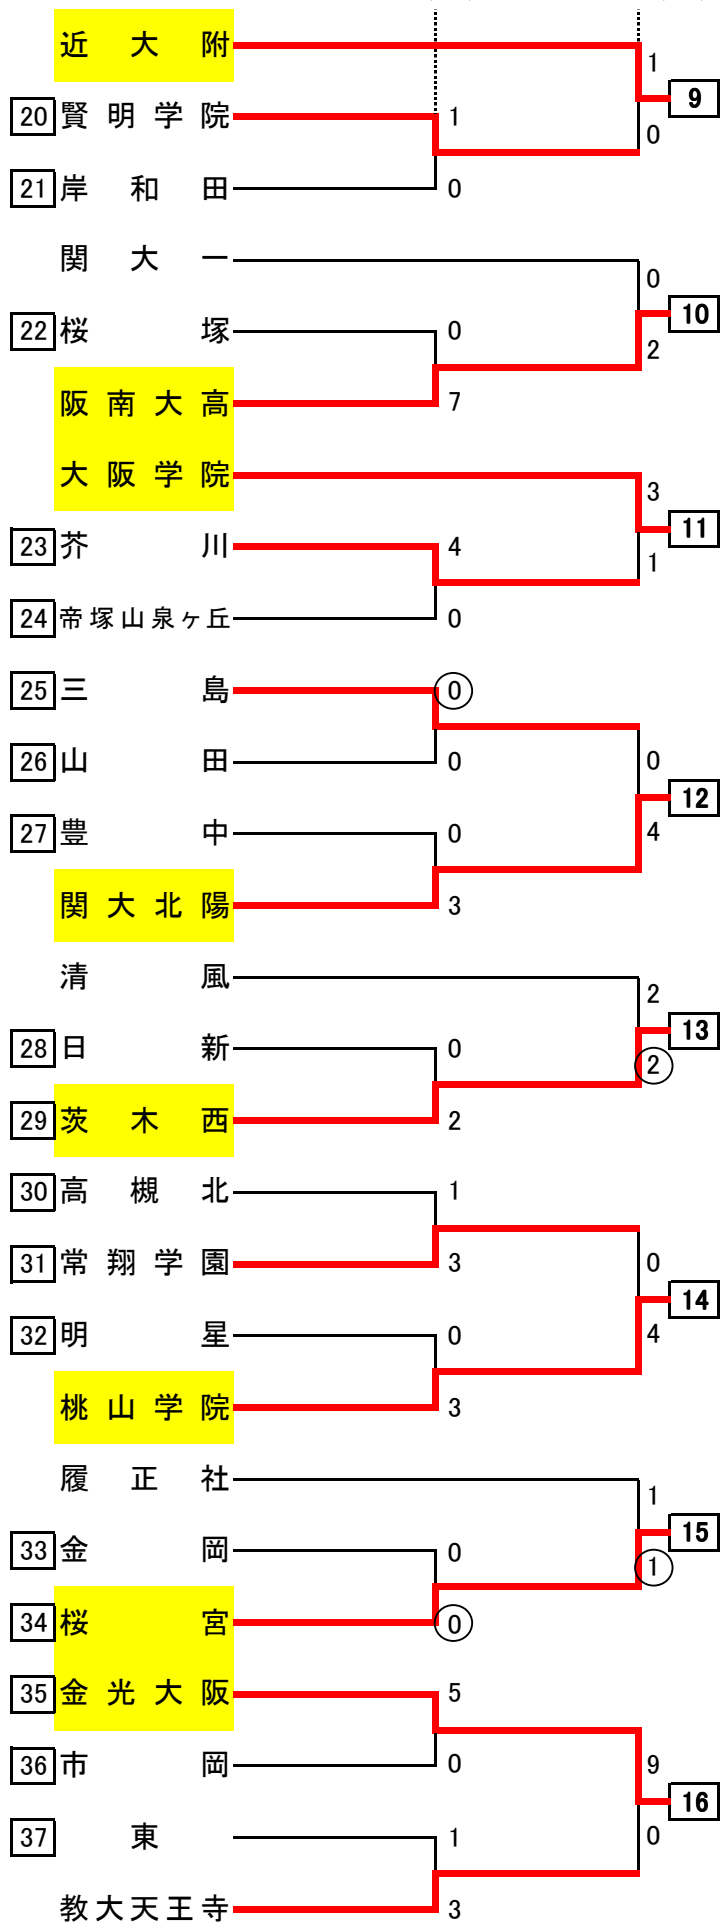 近大附
1
9
20 賢明学院 1
0
21 岸和田 0
関大一
0
10
22 桜塚 0
2
阪南大高 7
大阪学院
3
11
23 芥川 4
1
24 帝塚山泉ヶ丘 0
25 三島 0
26 山田 0
0
12
27 豊中 0
4
関大北陽 3
清風
2
13
28 日新 0
2
29 茨木西 2
30 高槻北 1
31 常翔学園 3
0
14
32 明星 0
4
桃山学院 3
履正社
1
15
33 金岡 0
1
34 桜宮 0
35 金光大阪 5
36 市岡 0
9
16
37 東 1
0
教大天王寺 3